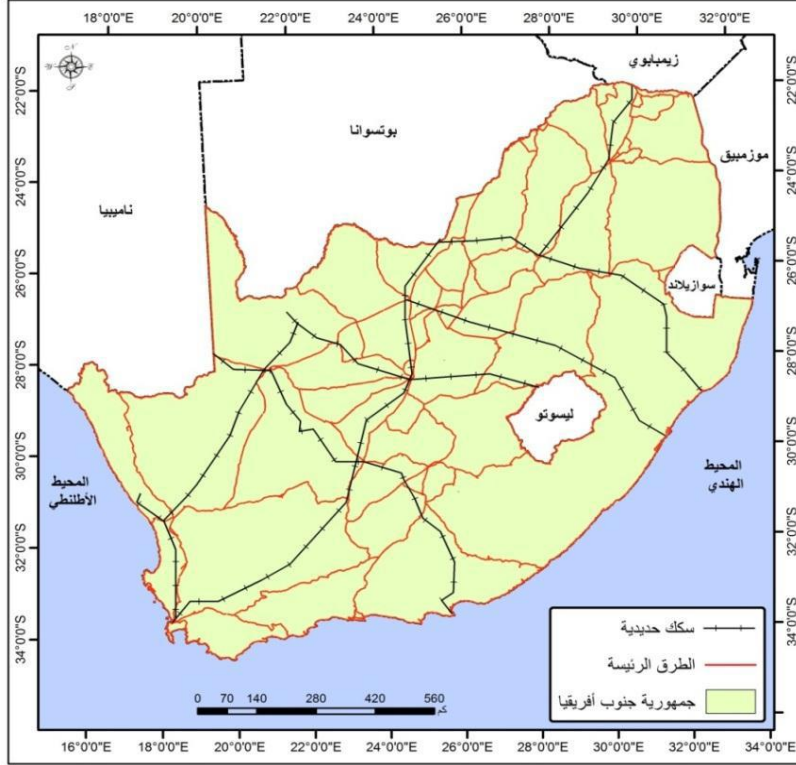 18°0'0"E 20°0'0"E 22°0'0"E 24°0'0"E 26°0'0"E 28°0'0"E 30°0'0"E 32°0'0"E
زيمبابوي
بوتسوانا
موزمبيق
ناميبيا
سوازيلاند
ليسوتو
المحيط
الهندي
المحيط
الأطلنطي
22°0'0"S
24°0'0"S
26°0'0"S
28°0'0"S
30°0'0"S
32°0'0"S
34°0'0"S
22°0'0"S
24°0'0"S
26°0'0"S
28°0'0"S
30°0'0"S
32°0'0"S
34°0'0"S
سكك حديدية
الطرق الرئيسة
جمهورية جنوب أفريقيا
0 70 140 280 420 560
كم
16°0'0"E 18°0'0"E 20°0'0"E 22°0'0"E 24°0'0"E 26°0'0"E 28°0'0"E 30°0'0"E 32°0'0"E 34°0'0"E